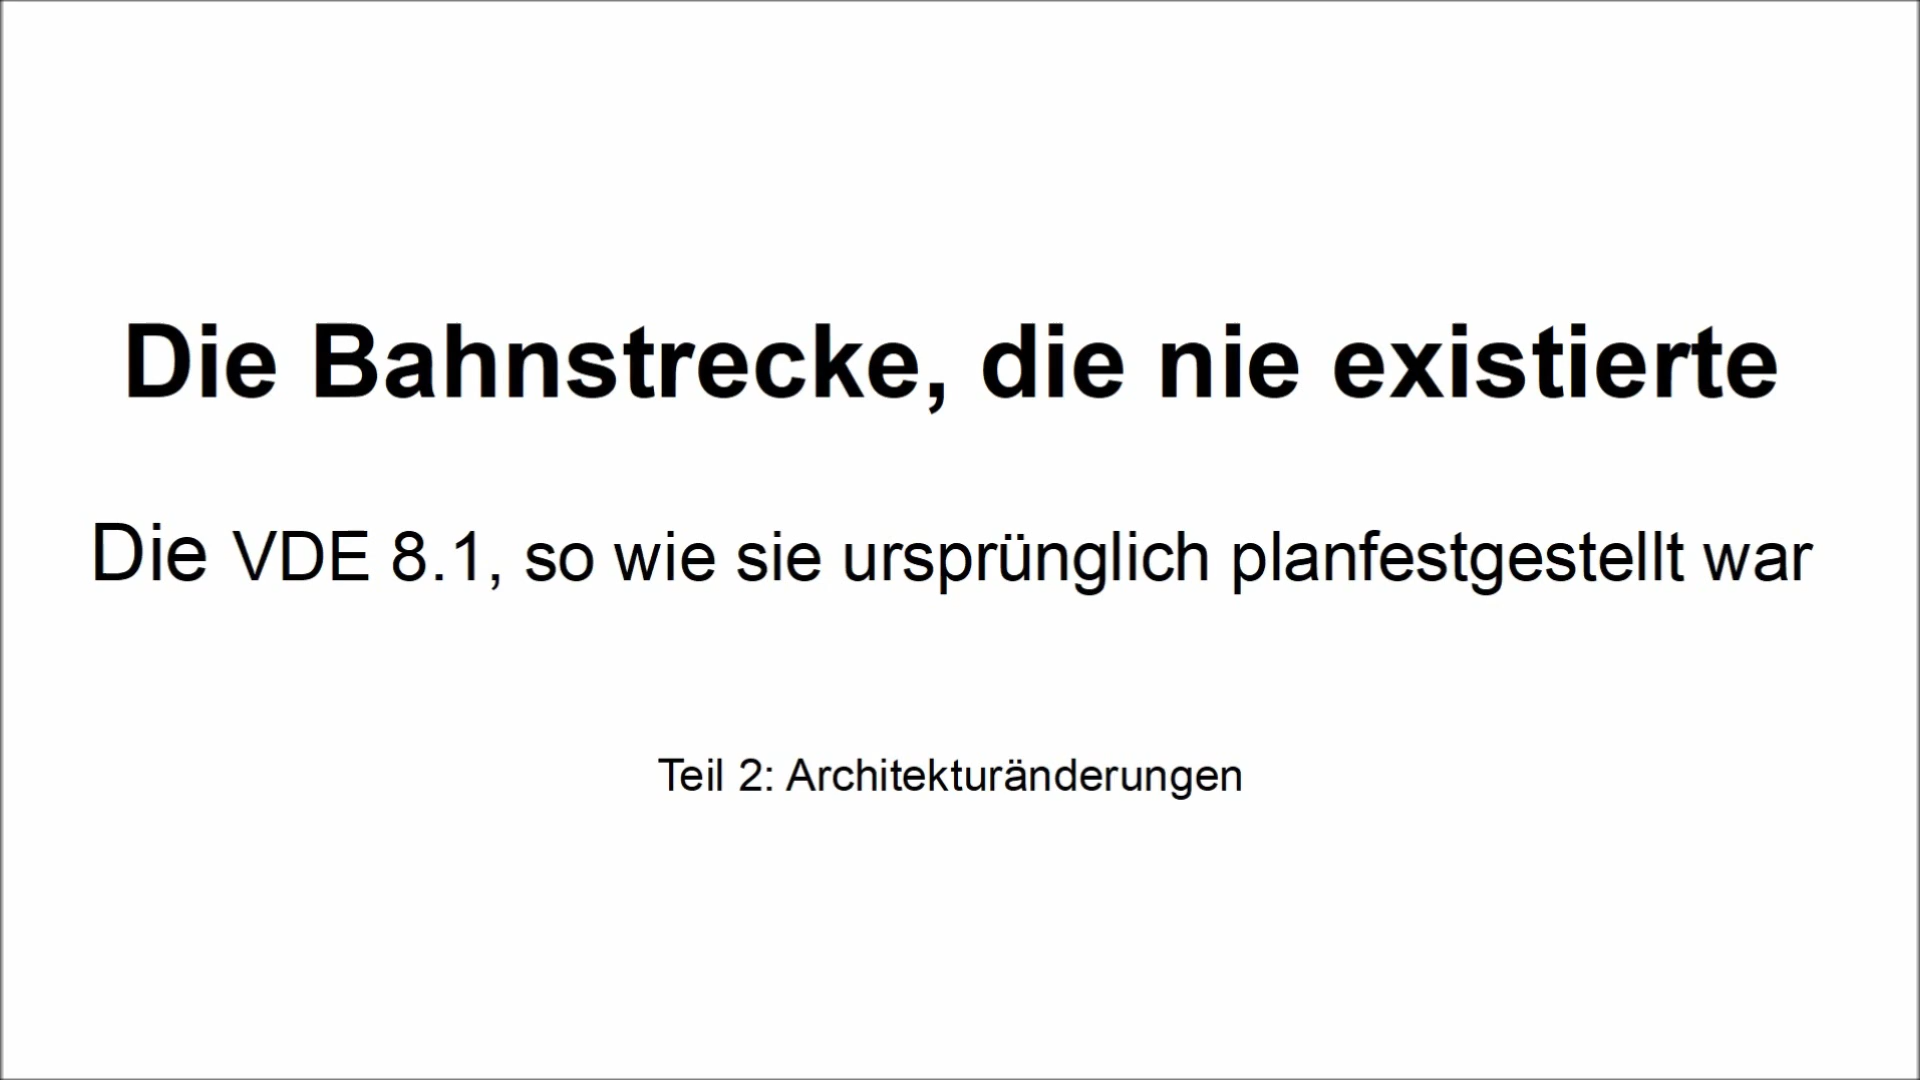 Die Bahnstrecke, die nie existierte
Die VDE 8.1, so wie sie ursprünglich planfestgestellt war
Teil 2: Architekturänderungen